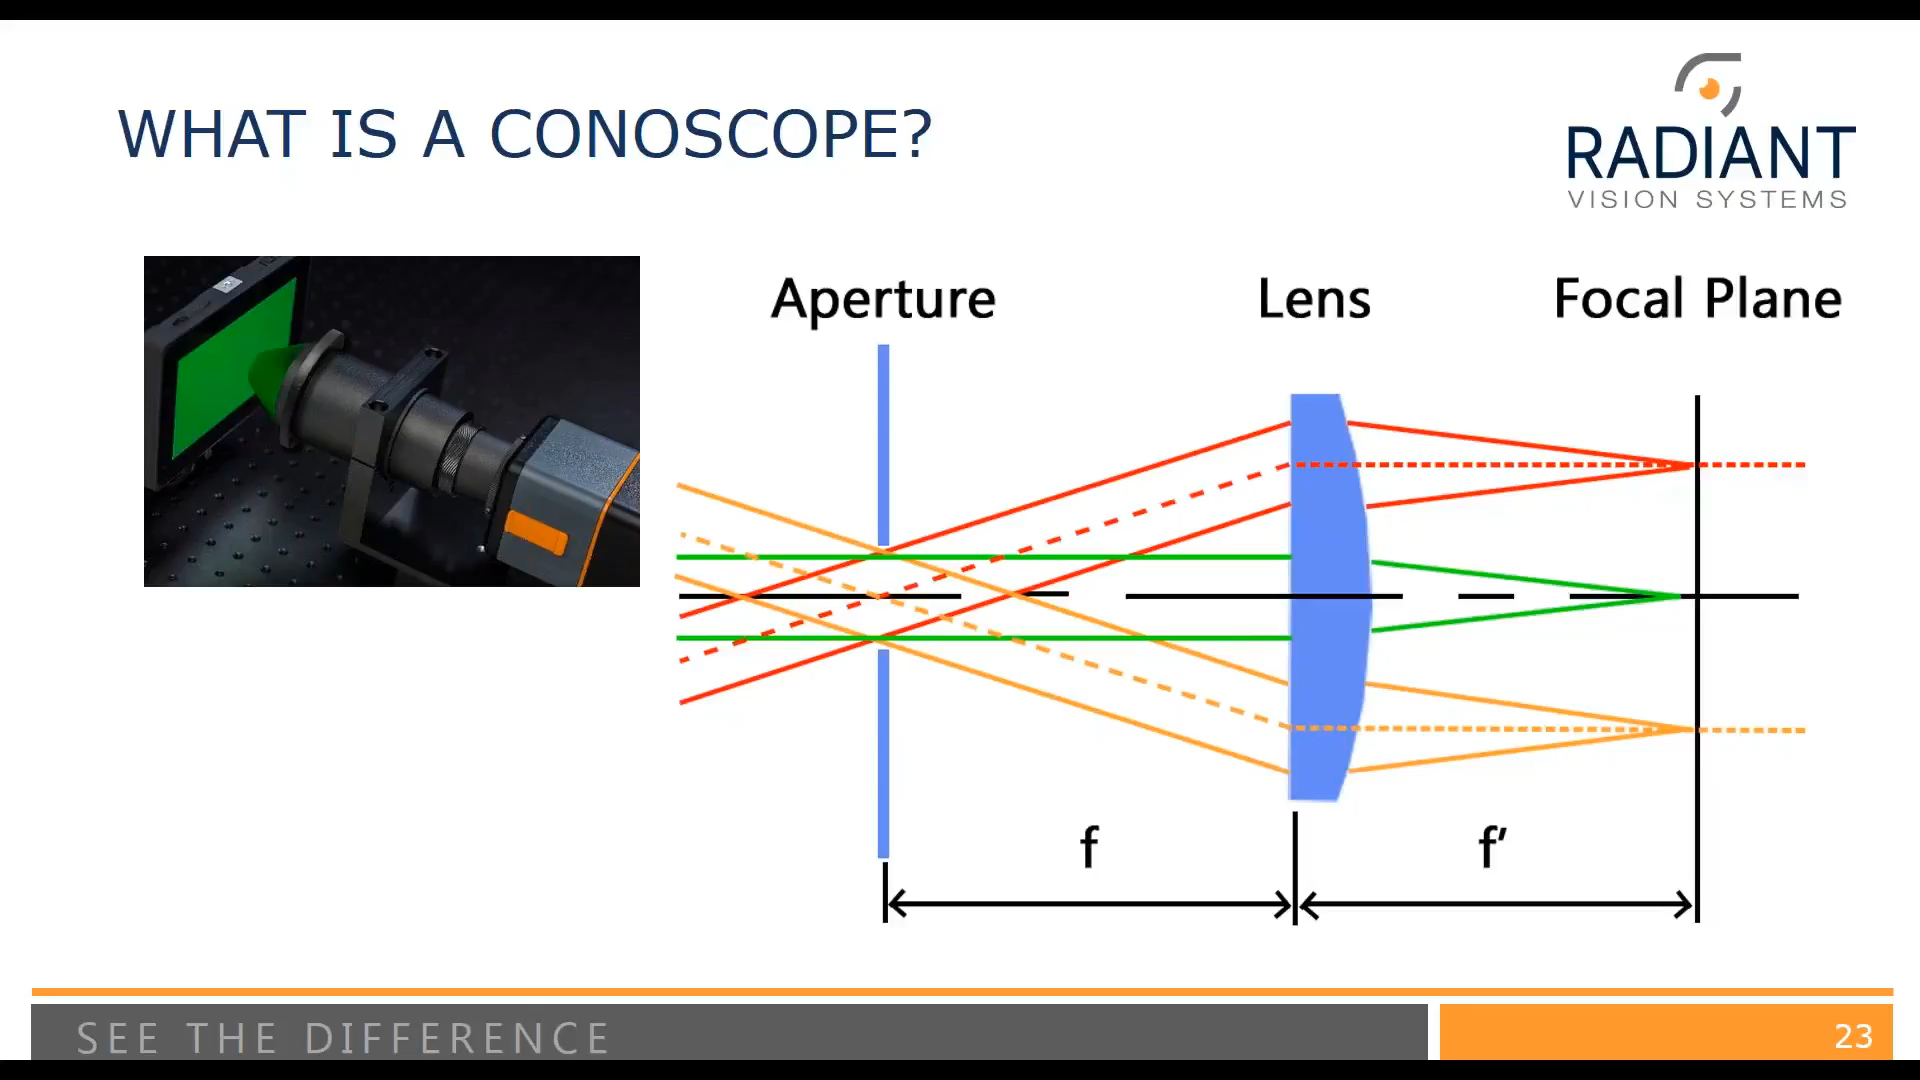 WHAT IS A CONOSCOPE?
RADIANT
VISION SYSTEMS
Aperture
Lens
Focal Plane
f
f′
SEE THE DIFFERENCE
23